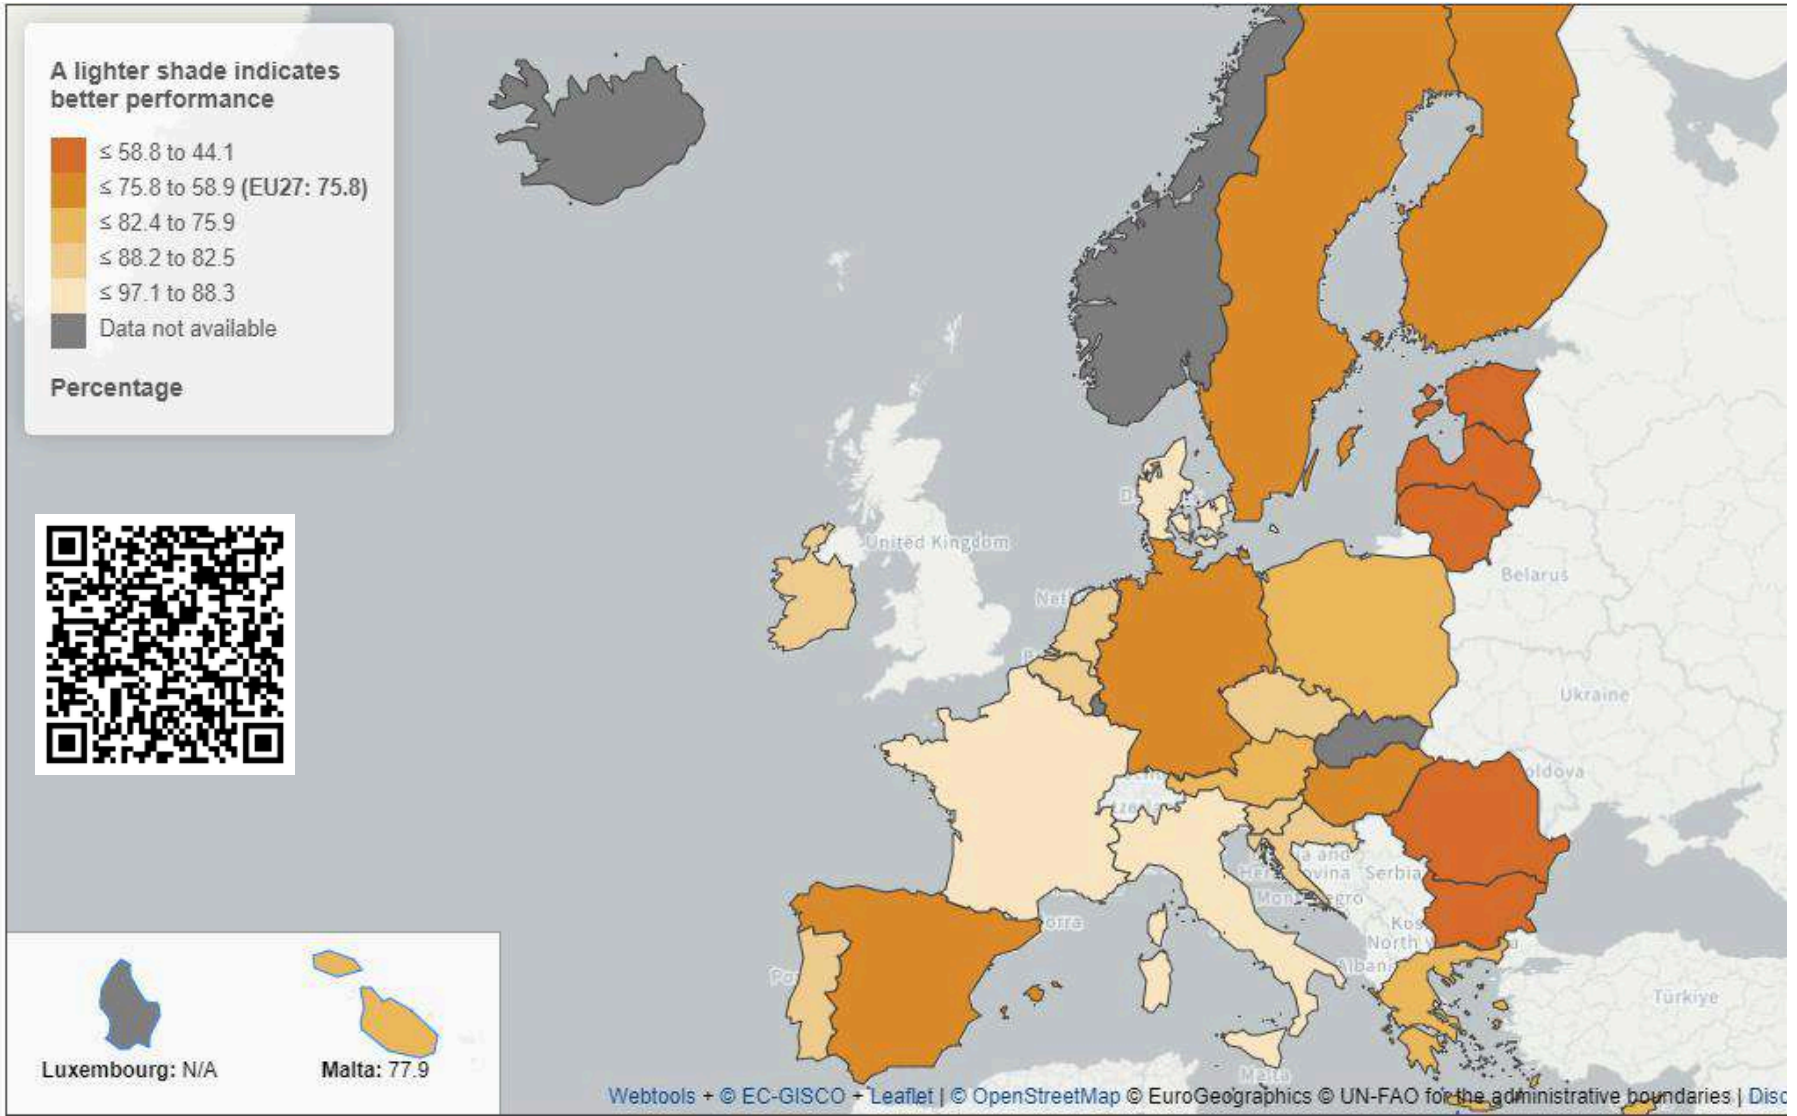 A lighter shade indicates
better performance
≤ 58.8 to 44.1
≤ 75.8 to 58.9 (EU27: 75.8)
≤ 82.4 to 75.9
≤ 88.2 to 82.5
≤ 97.1 to 88.3
Data not available
Percentage
United Kingdom
Belarus
Ukraine
Serbia
Türkiye
Malta
Luxembourg: N/A
Malta: 77.9
Webtools + © EC-GISCO + Leaflet | © OpenStreetMap © EuroGeographics © UN-FAO for the administrative boundaries | Disc